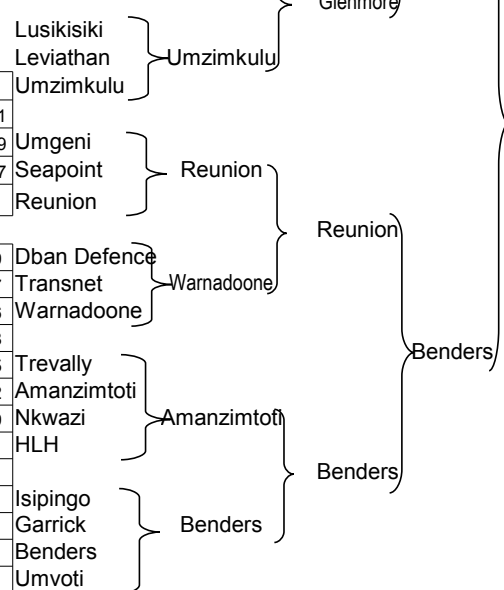 Glenmore
Lusikisiki
Leviathan
Umzimkulu
Umzimkulu
Umgeni
Seapoint
Reunion
Reunion
Reunion
Dban Defence
Transnet
Warnadoone
Warnadoone
Benders
Trevally
Amanzimtoti
Nkwazi
Amanzimtoti
HLH
Benders
Isipingo
Garrick
Benders
Benders
Umvoti